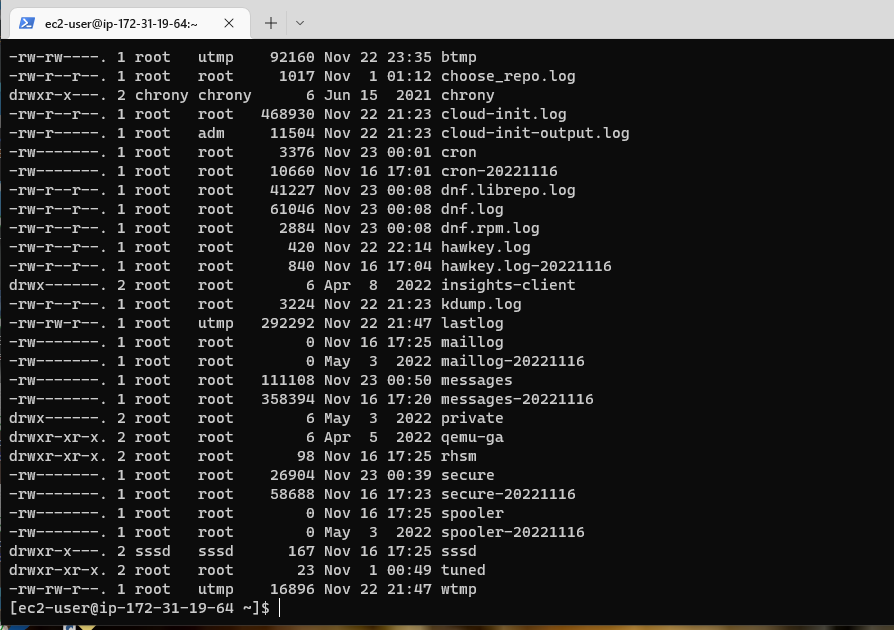 ec2-user@ip-172-31-19-64:~
-rw-rw----. 1 root   utmp    92160 Nov 22 23:35 btmp
-rw-r--r--. 1 root   root     1017 Nov  1 01:12 choose_repo.log
drwxr-x---. 2 chrony chrony      6 Jun 15  2021 chrony
-rw-r--r--. 1 root   root   468930 Nov 22 21:23 cloud-init.log
-rw-r-----. 1 root   adm     11504 Nov 22 21:23 cloud-init-output.log
-rw-------. 1 root   root     3376 Nov 23 00:01 cron
-rw-------. 1 root   root    10660 Nov 16 17:01 cron-20221116
-rw-r--r--. 1 root   root    41227 Nov 23 00:08 dnf.librepo.log
-rw-r--r--. 1 root   root    61046 Nov 23 00:08 dnf.log
-rw-r--r--. 1 root   root     2884 Nov 23 00:08 dnf.rpm.log
-rw-r--r--. 1 root   root      420 Nov 22 22:14 hawkey.log
-rw-r--r--. 1 root   root      840 Nov 16 17:04 hawkey.log-20221116
drwx------. 2 root   root        6 Apr  8  2022 insights-client
-rw-r--r--. 1 root   root     3224 Nov 22 21:23 kdump.log
-rw-rw-r--. 1 root   utmp   292292 Nov 22 21:47 lastlog
-rw-------. 1 root   root        0 Nov 16 17:25 maillog
-rw-------. 1 root   root        0 May  3  2022 maillog-20221116
-rw-------. 1 root   root   111108 Nov 23 00:50 messages
-rw-------. 1 root   root   358394 Nov 16 17:20 messages-20221116
drwx------. 2 root   root        6 May  3  2022 private
drwxr-xr-x. 2 root   root        6 Apr  5  2022 qemu-ga
drwxr-xr-x. 2 root   root       98 Nov 16 17:25 rhsm
-rw-------. 1 root   root    26904 Nov 23 00:39 secure
-rw-------. 1 root   root    58688 Nov 16 17:23 secure-20221116
-rw-------. 1 root   root        0 Nov 16 17:25 spooler
-rw-------. 1 root   root        0 May  3  2022 spooler-20221116
drwxr-x---. 2 sssd   sssd      167 Nov 16 17:25 sssd
drwxr-xr-x. 2 root   root       23 Nov  1 00:49 tuned
-rw-rw-r--. 1 root   utmp    16896 Nov 22 21:47 wtmp
[ec2-user@ip-172-31-19-64 ~]$